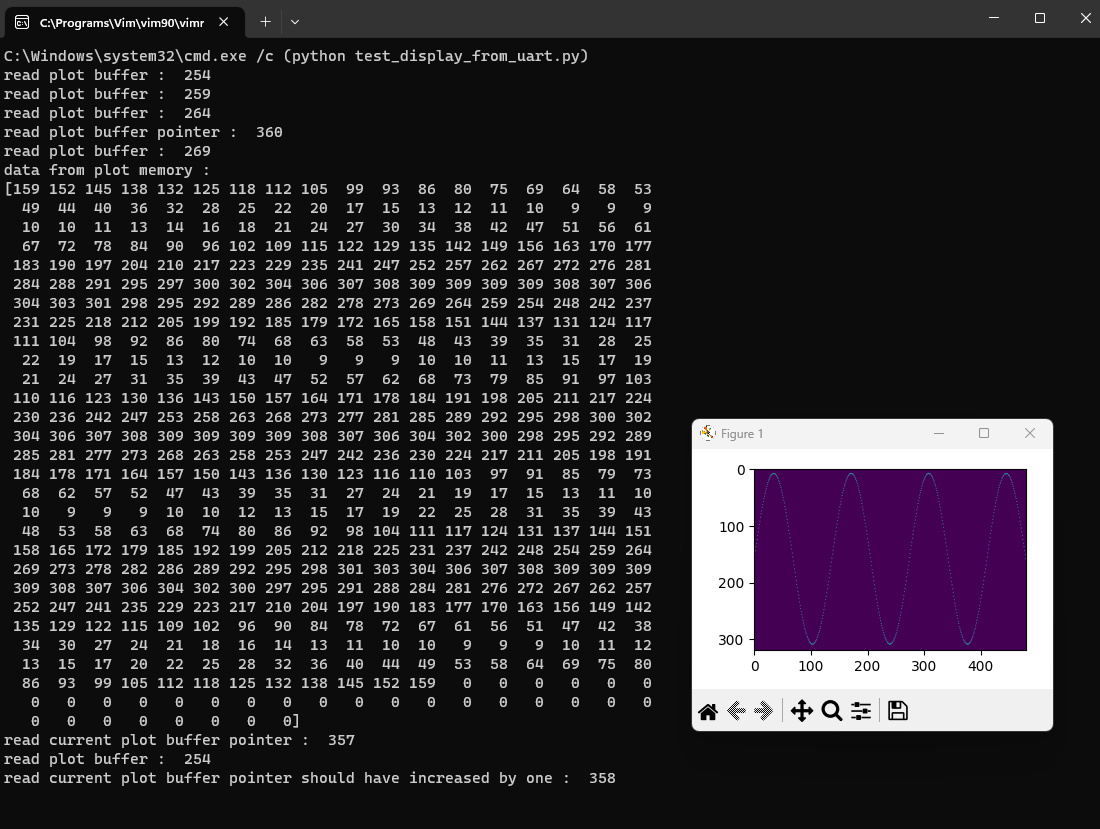 C:\Programs\Vim\vim90\vimr
C:\Windows\system32\cmd.exe /c (python test_display_from_uart.py)
read plot buffer :  254
read plot buffer :  259
read plot buffer :  264
read plot buffer pointer :  360
read plot buffer :  269
data from plot memory :
[159 152 145 138 132 125 118 112 105  99  93  86  80  75  69  64  58  53
  49  44  40  36  32  28  25  22  20  17  15  13  12  11  10   9   9   9
  10  10  11  13  14  16  18  21  24  27  30  34  38  42  47  51  56  61
  67  72  78  84  90  96 102 109 115 122 129 135 142 149 156 163 170 177
 183 190 197 204 210 217 223 229 235 241 247 252 257 262 267 272 276 281
 284 288 291 295 297 300 302 304 306 307 308 309 309 309 309 308 307 306
 304 303 301 298 295 292 289 286 282 278 273 269 264 259 254 248 242 237
 231 225 218 212 205 199 192 185 179 172 165 158 151 144 137 131 124 117
 111 104  98  92  86  80  74  68  63  58  53  48  43  39  35  31  28  25
  22  19  17  15  13  12  10  10   9   9   9  10  10  11  13  15  17  19
  21  24  27  31  35  39  43  47  52  57  62  68  73  79  85  91  97 103
 110 116 123 130 136 143 150 157 164 171 178 184 191 198 205 211 217 224
 230 236 242 247 253 258 263 268 273 277 281 285 289 292 295 298 300 302
 304 306 307 308 309 309 309 309 308 307 306 304 302 300 298 295 292 289
 285 281 277 273 268 263 258 253 247 242 236 230 224 217 211 205 198 191
 184 178 171 164 157 150 143 136 130 123 116 110 103  97  91  85  79  73
  68  62  57  52  47  43  39  35  31  27  24  21  19  17  15  13  11  10
  10   9   9   9  10  10  12  13  15  17  19  22  25  28  31  35  39  43
  48  53  58  63  68  74  80  86  92  98 104 111 117 124 131 137 144 151
 158 165 172 179 185 192 199 205 212 218 225 231 237 242 248 254 259 264
 269 273 278 282 286 289 292 295 298 301 303 304 306 307 308 309 309 309
 309 308 307 306 304 302 300 297 295 291 288 284 281 276 272 267 262 257
 252 247 241 235 229 223 217 210 204 197 190 183 177 170 163 156 149 142
 135 129 122 115 109 102  96  90  84  78  72  67  61  56  51  47  42  38
  34  30  27  24  21  18  16  14  13  11  10  10   9   9   9  10  11  12
  13  15  17  20  22  25  28  32  36  40  44  49  53  58  64  69  75  80
  86  93  99 105 112 118 125 132 138 145 152 159   0   0   0   0   0   0
   0   0   0   0   0   0   0   0   0   0   0   0   0   0   0   0   0   0
   0   0   0   0   0   0   0   0]
read current plot buffer pointer :  357
read plot buffer :  254
read current plot buffer pointer should have increased by one :  358
Figure 1
0
100
200
300
0 100 200 300 400